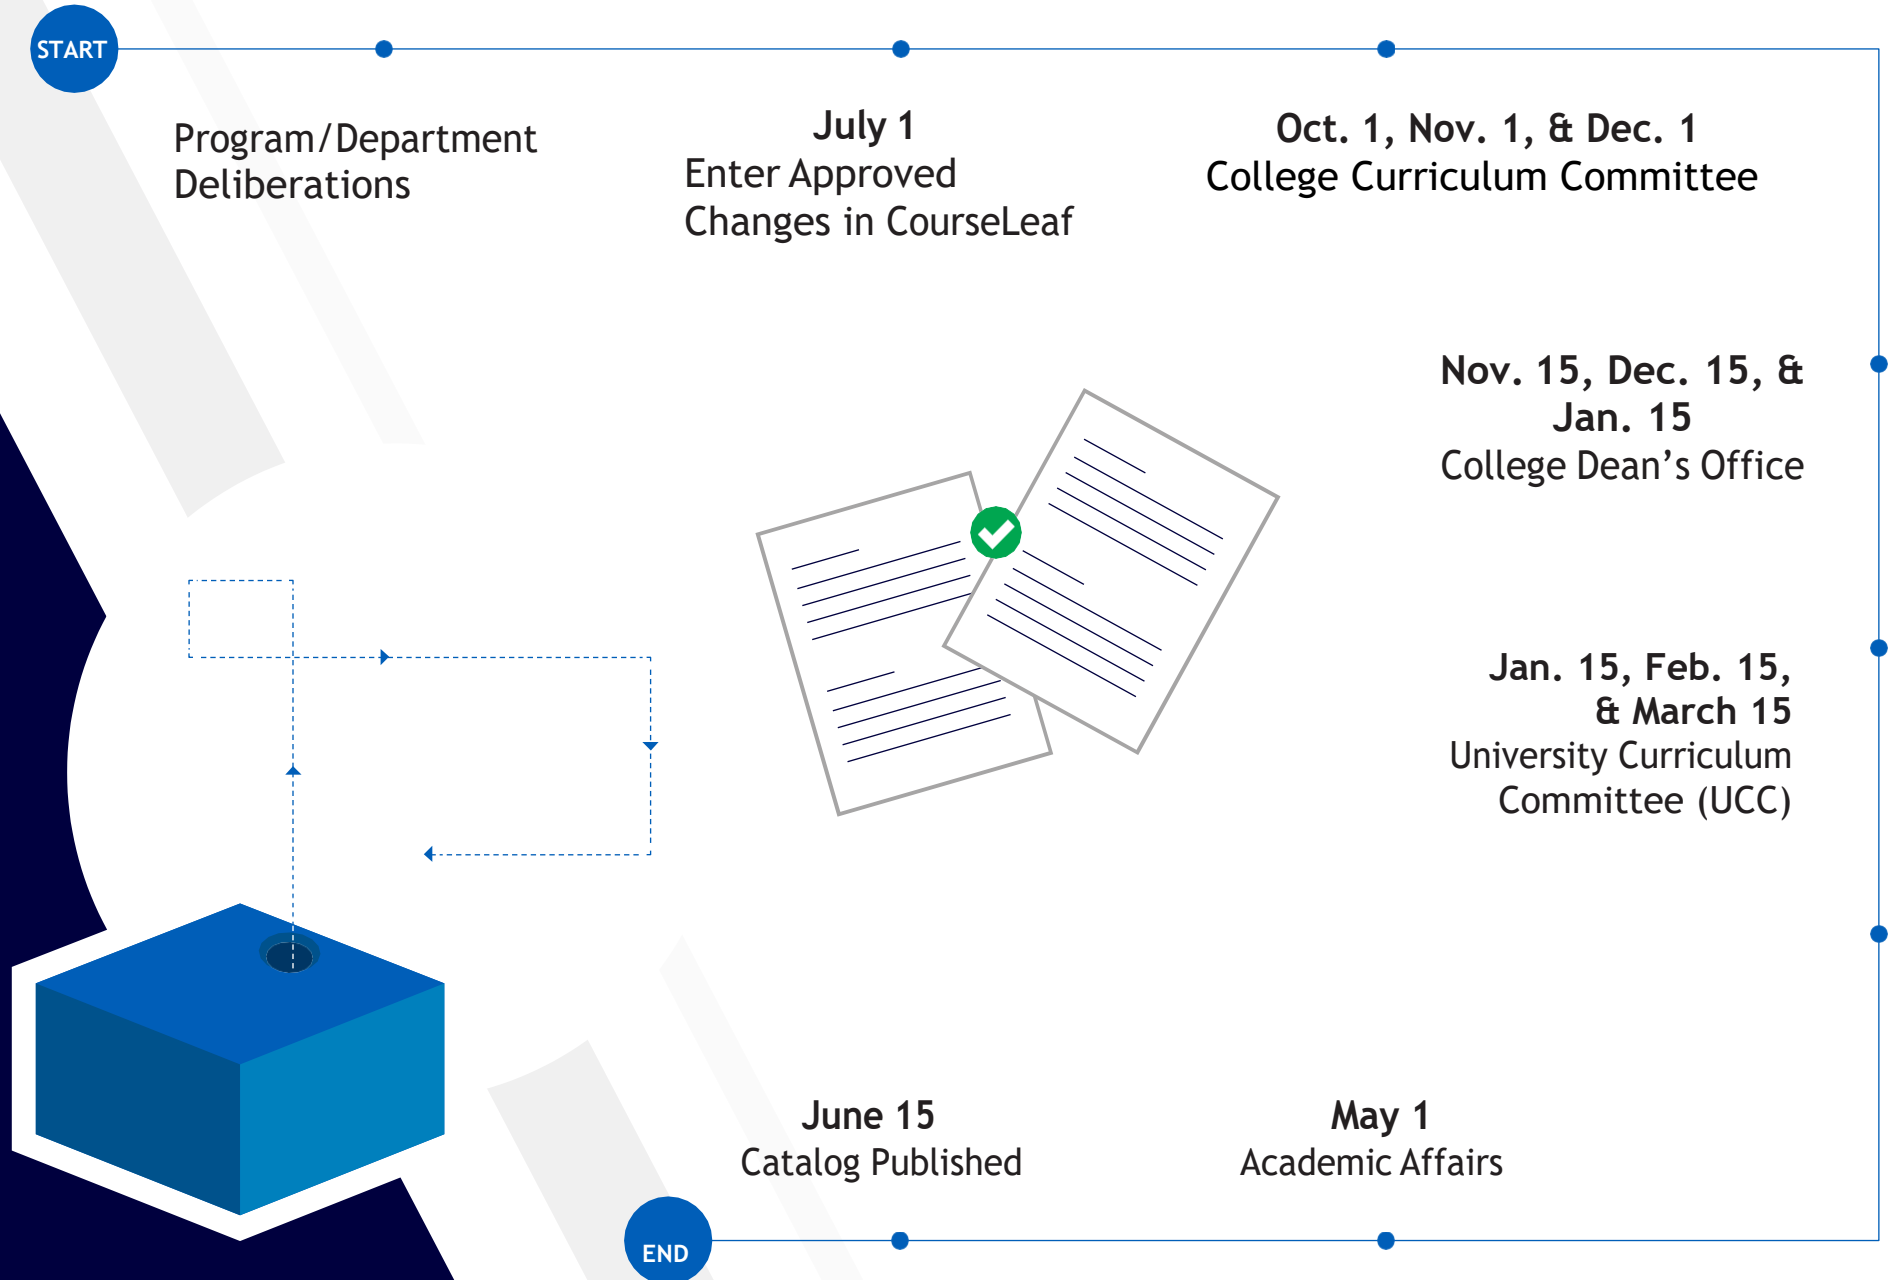 START
Program/Department
Deliberations
July 1
Enter Approved
Changes in CourseLeaf
Oct. 1, Nov. 1, & Dec. 1
College Curriculum Committee
Nov. 15, Dec. 15, &
Jan. 15
College Dean’s Office
Jan. 15, Feb. 15,
& March 15
University Curriculum
Committee (UCC)
May 1
Academic Affairs
June 15
Catalog Published
END